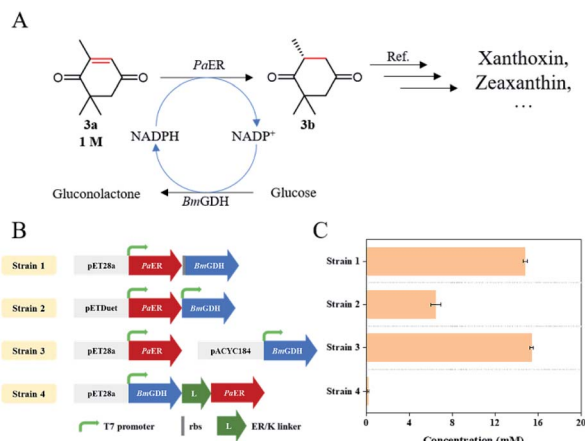 A
O
O
PaER
O
O
Ref.
Xanthoxin,
Zeaxanthin,
...
3a
1 M
3b
NADPH
NADP+
Gluconolactone
BmGDH
Glucose
B
Strain 1
pET28a
PaER
BmGDH
Strain 2
pETDuet
PaER
BmGDH
Strain 3
pET28a
PaER
pACYC184
BmGDH
Strain 4
pET28a
BmGDH
L
PaER
T7 promoter
rbs
L
ER/K linker
C
Strain 1
Strain 2
Strain 3
Strain 4
0
4
8
12
16
20
Concentration (mM)